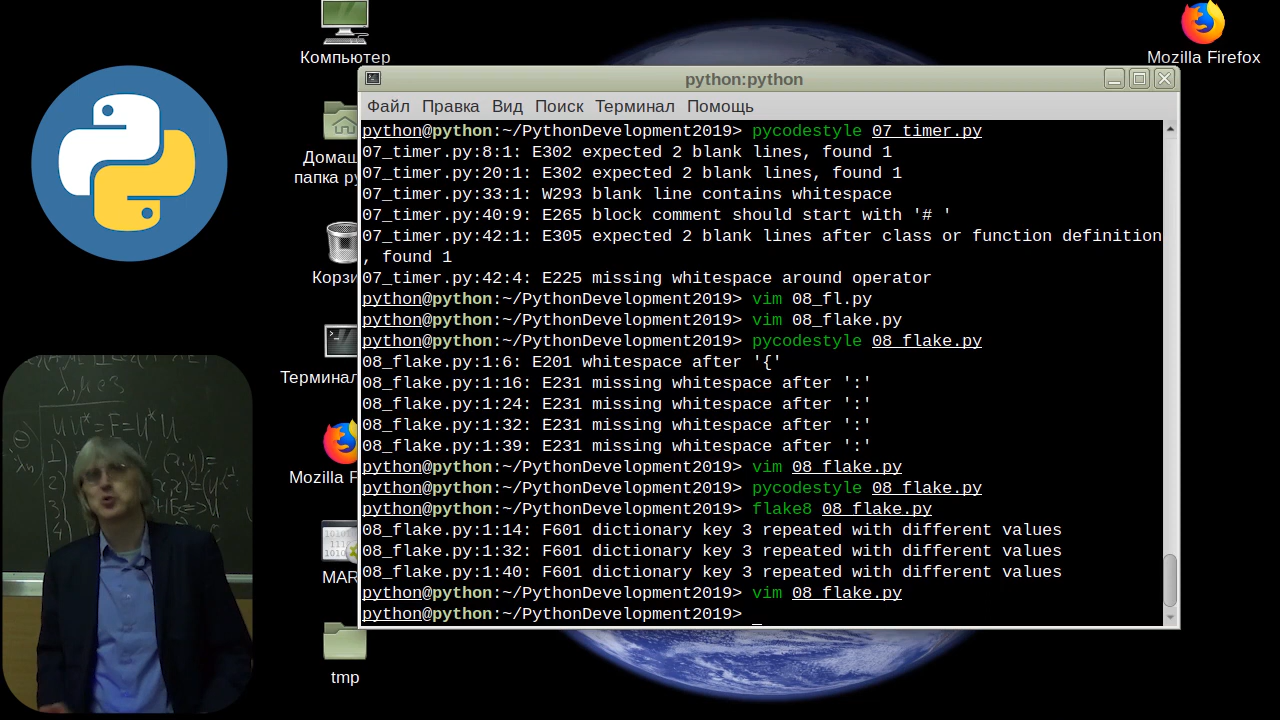 Компьютер
Mozilla Firefox
python:python
Файл Правка Вид Поиск Терминал Помощь
python@python:~/PythonDevelopment2019> pycodestyle 07_timer.py
07_timer.py:8:1: E302 expected 2 blank lines, found 1
07_timer.py:20:1: E302 expected 2 blank lines, found 1
07_timer.py:33:1: W293 blank line contains whitespace
07_timer.py:40:9: E265 block comment should start with '# '
07_timer.py:42:1: E305 expected 2 blank lines after class or function definition
, found 1
07_timer.py:42:4: E225 missing whitespace around operator
python@python:~/PythonDevelopment2019> vim 08_fl.py
python@python:~/PythonDevelopment2019> vim 08_flake.py
python@python:~/PythonDevelopment2019> pycodestyle 08_flake.py
08_flake.py:1:6: E201 whitespace after '{'
08_flake.py:1:16: E231 missing whitespace after ':'
08_flake.py:1:24: E231 missing whitespace after ':'
08_flake.py:1:32: E231 missing whitespace after ':'
08_flake.py:1:39: E231 missing whitespace after ':'
python@python:~/PythonDevelopment2019> vim 08_flake.py
python@python:~/PythonDevelopment2019> pycodestyle 08_flake.py
python@python:~/PythonDevelopment2019> flake8 08_flake.py
08_flake.py:1:14: F601 dictionary key 3 repeated with different values
08_flake.py:1:32: F601 dictionary key 3 repeated with different values
08_flake.py:1:40: F601 dictionary key 3 repeated with different values
python@python:~/PythonDevelopment2019> vim 08_flake.py
python@python:~/PythonDevelopment2019>
Домаш
папка py
Корзи
Терминал
Mozilla F
MAR
tmp